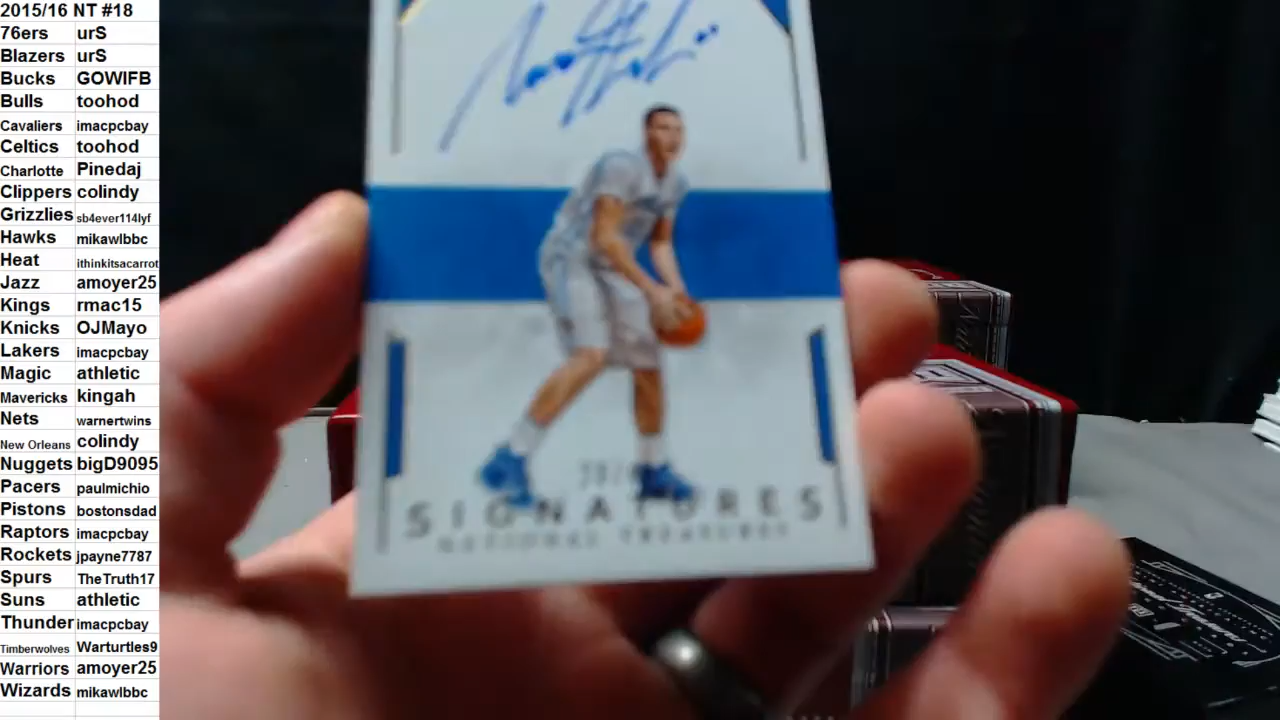 2015/16 NT #18
76ers urS
Blazers urS
Bucks GOWIFB
Bulls toohod
Cavaliers imacpcbay
Celtics toohod
Charlotte Pinedaj
Clippers colindy
Grizzlies sb4ever114lyf
Hawks mikawlbbc
Heat ithinkitsacarrot
Jazz amoyer25
Kings rmac15
Knicks OJMayo
Lakers imacpcbay
Magic athletic
Mavericks kingah
Nets warnertwins
New Orleans colindy
Nuggets bigD9095
Pacers paulmichio
Pistons bostonsdad
Raptors imacpcbay
Rockets jpayne7787
Spurs TheTruth17
Suns athletic
Thunder imacpcbay
Timberwolves Warturtles9
Warriors amoyer25
Wizards mikawlbbc
SIGNATURES
NATIONAL TREASURES